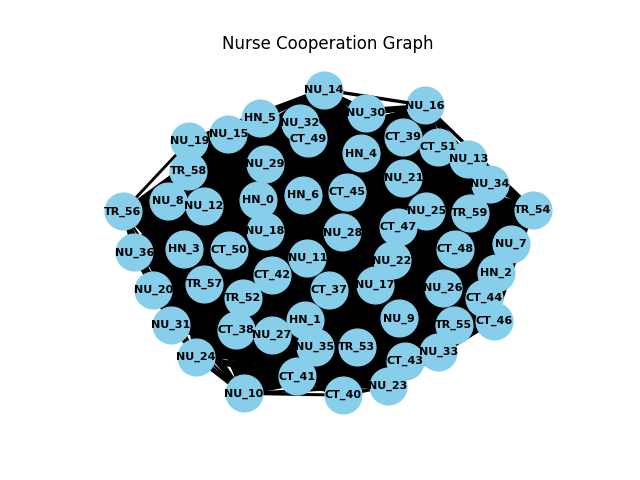 Nurse Cooperation Graph
NU_14
NU_16
NU_30
HN_5
NU_32
NU_15
CT_49
CT_39
NU_19
CT_51
HN_4
NU_13
NU_29
TR_58
NU_21
NU_34
CT_45
HN_6
HN_0
NU_8
NU_12
TR_56
NU_25
TR_59
TR_54
CT_47
NU_18
NU_28
NU_7
HN_3
CT_50
CT_48
NU_36
NU_11
NU_22
HN_2
CT_42
TR_57
NU_17
NU_26
NU_20
CT_37
TR_52
CT_44
NU_9
HN_1
CT_46
NU_31
TR_55
CT_38
NU_27
NU_35
TR_53
NU_33
NU_24
CT_43
CT_41
NU_23
NU_10
CT_40